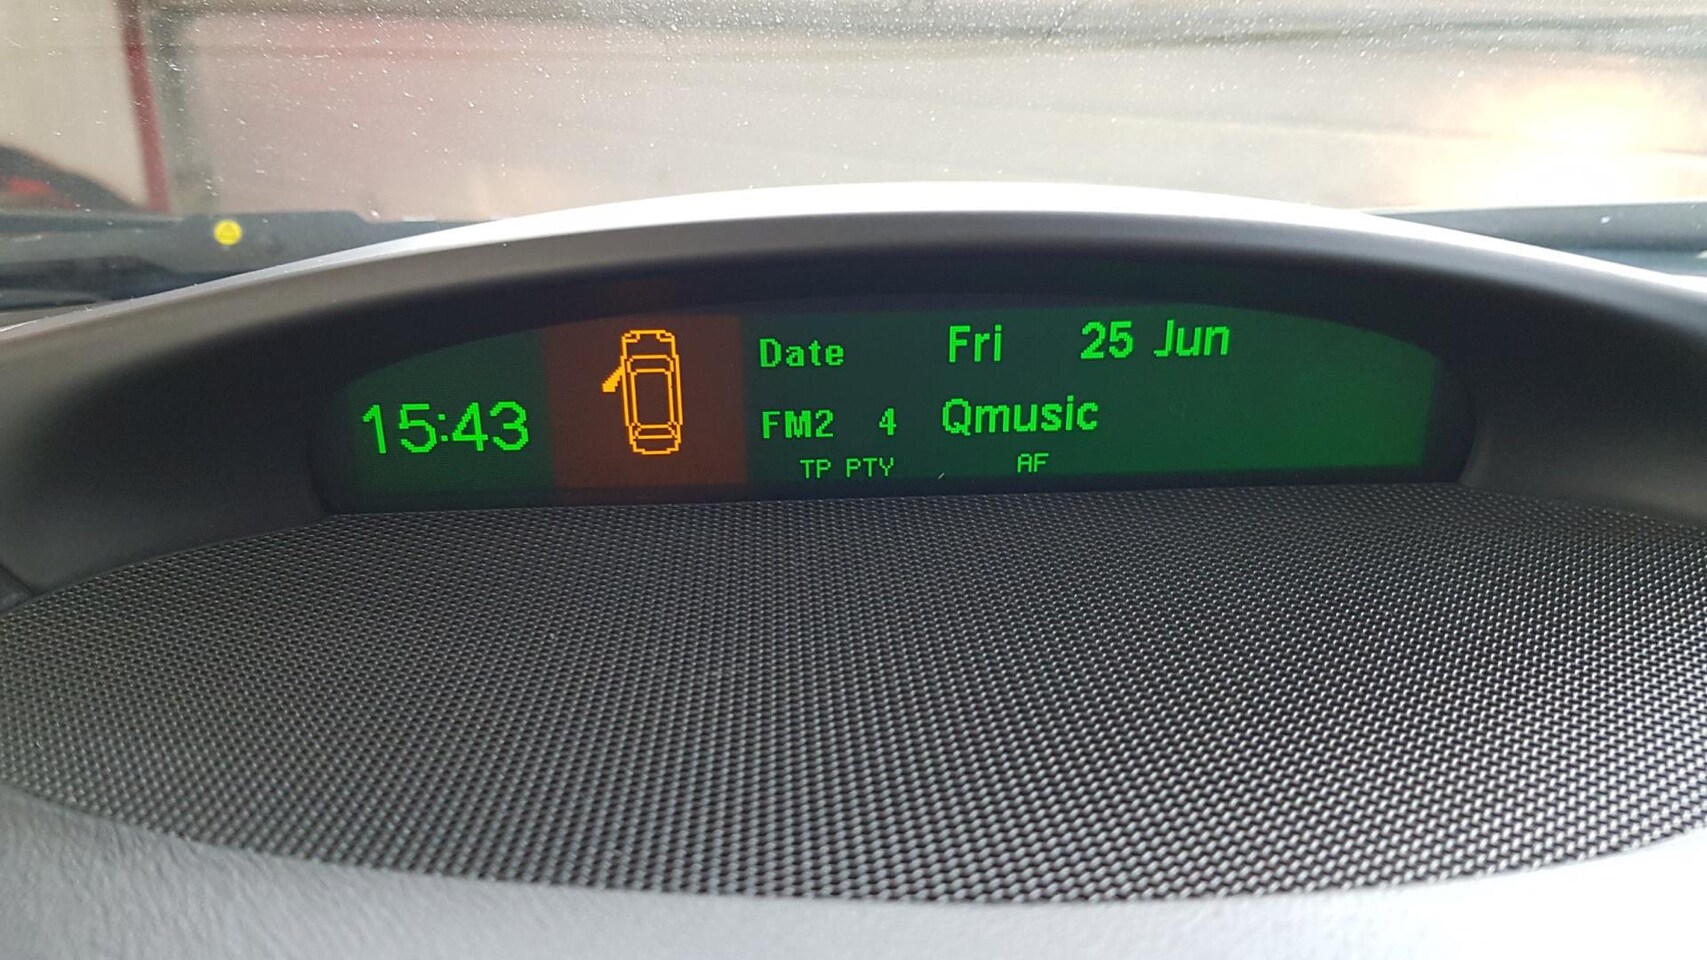 Date Fri 25 Jun
15:43
FM2 4 Qmusic
TP PTY AF